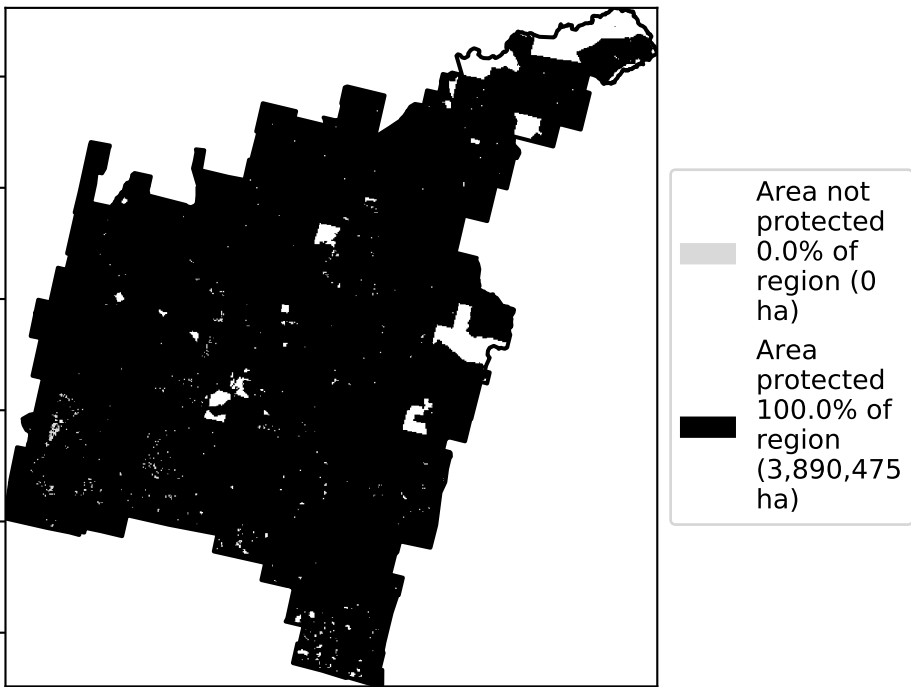 Area not
protected
0.0% of
region (0
ha)
Area
protected
100.0% of
region
(3,890,475
ha)